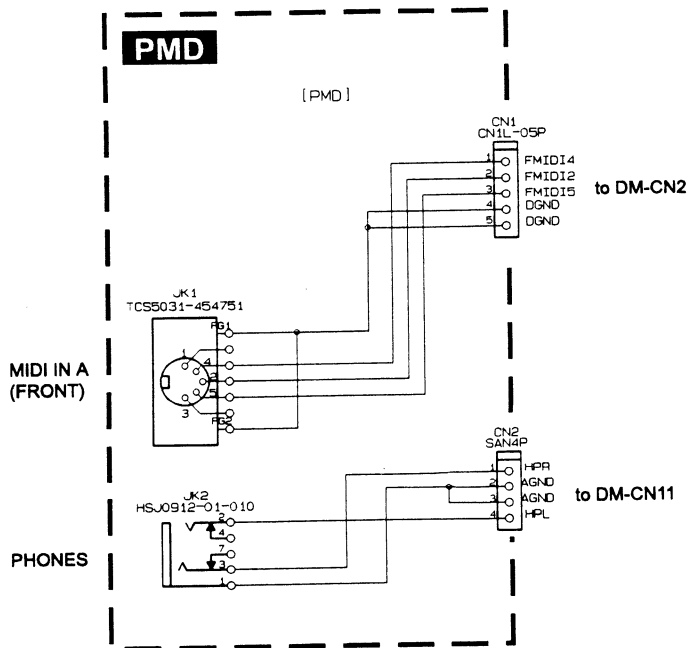 PMD
[PMD]
CN1
CN1L-05P
1 FMIDI4
2 FMIDI2
3 FMIDI5
4 DGND
5 DGND
to DM-CN2
JK1
TCS5031-454751
FG1
1
4
2
5
3
FG2
MIDI IN A
(FRONT)
CN2
SAN4P
1 HPR
2 AGND
3 AGND
4 HPL
to DM-CN11
JK2
HSJ0912-01-010
2
4
7
3
1
PHONES